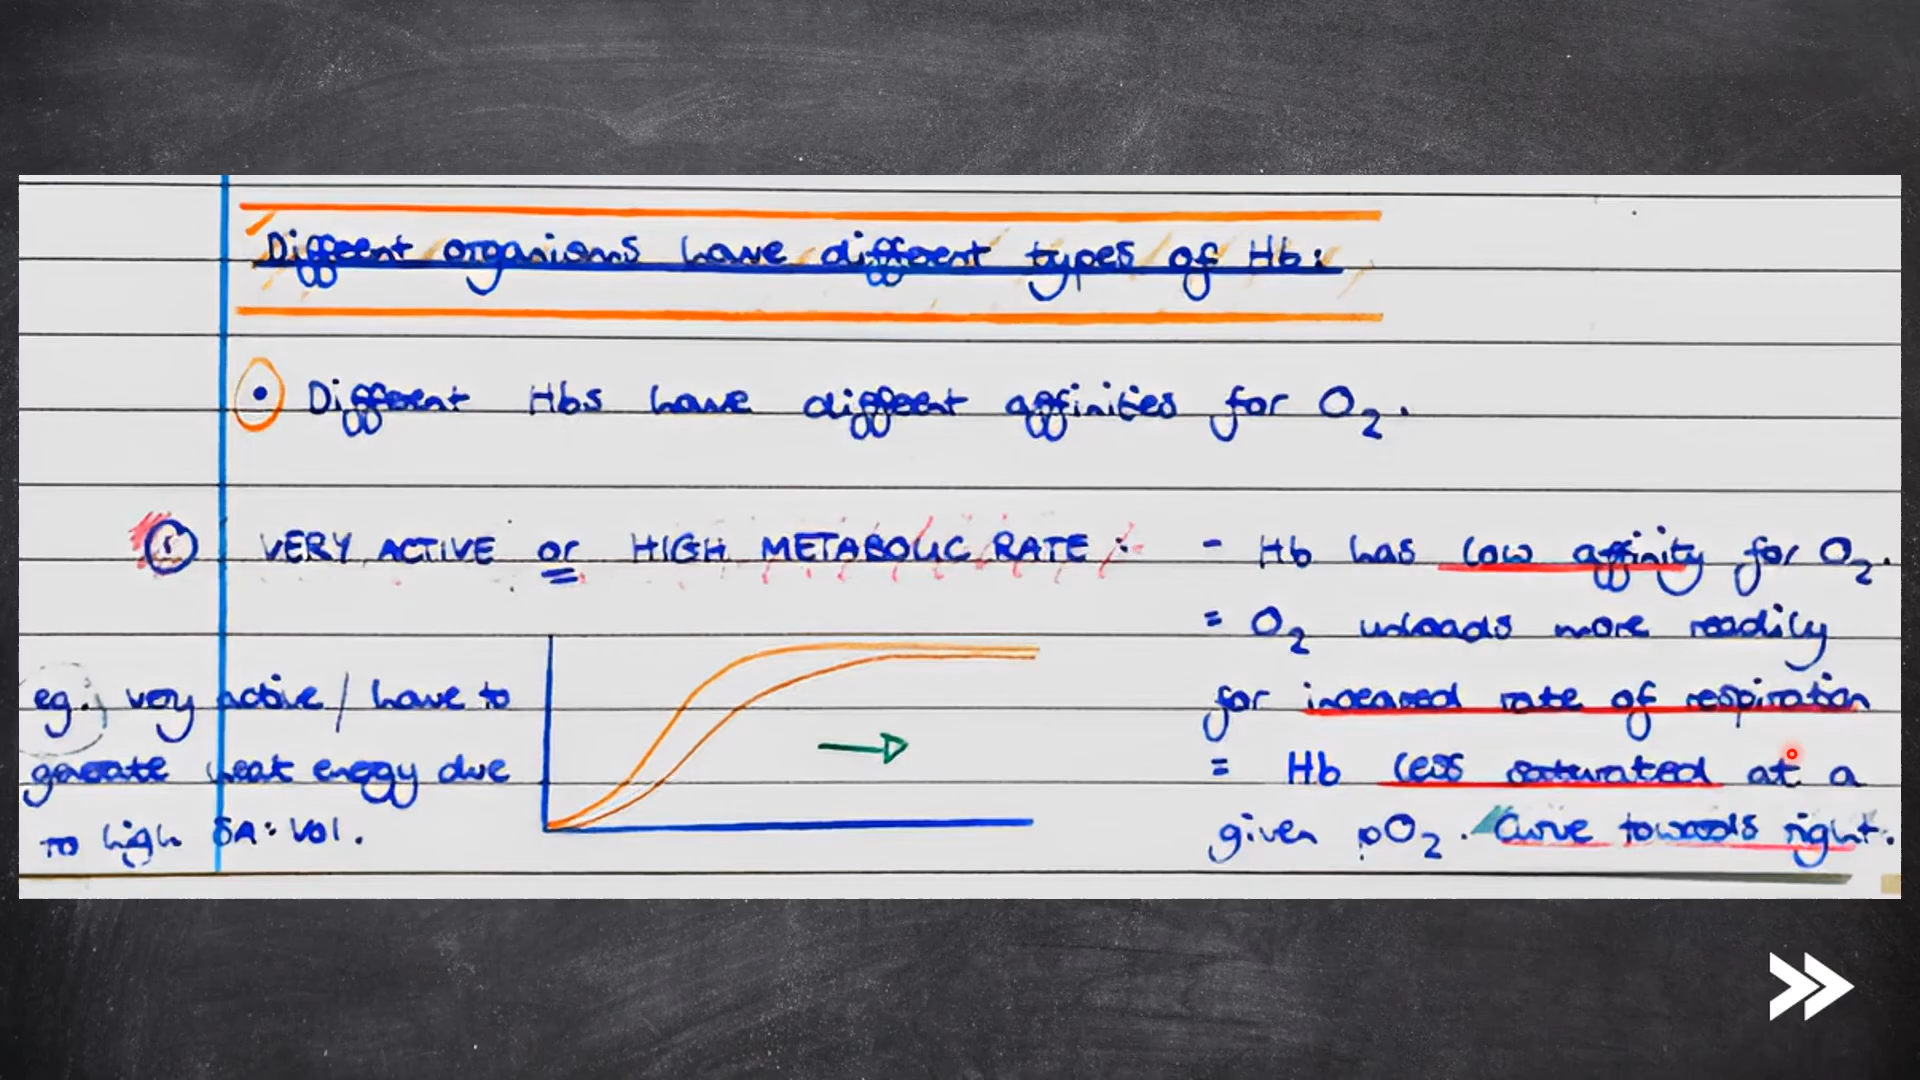 Different organisms have different types of Hb:
• Different Hbs have different affinities for O₂.
① VERY ACTIVE or HIGH METABOLIC RATE :
- Hb has low affinity for O₂.
= O₂ unloads more readily
for increased rate of respiration
= Hb less saturated at a
given pO₂. Curve towards right.
eg. very active / have to
generate heat energy due
to high SA: Vol.